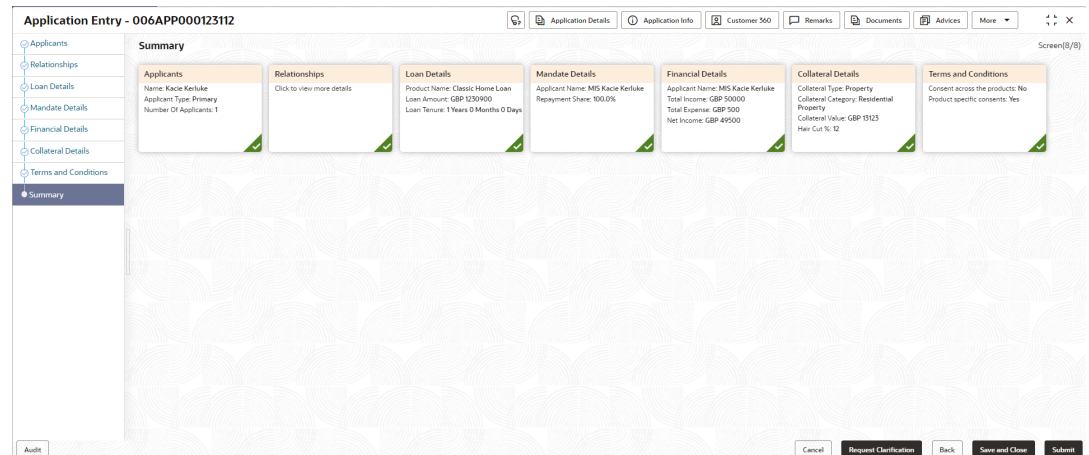 Application Entry - 006APP000123112
Application Details
Application Info
Customer 360
Remarks
Documents
Advices
More
Applicants
Relationships
Loan Details
Mandate Details
Financial Details
Collateral Details
Terms and Conditions
Summary
Summary
Screen(8/8)
Applicants
Name: Kacie Kerluke
Applicant Type: Primary
Number Of Applicants: 1
Relationships
Click to view more details
Loan Details
Product Name: Classic Home Loan
Loan Amount: GBP 1230900
Loan Tenure: 1 Years 0 Months 0 Days
Mandate Details
Applicant Name: MIS Kacie Kerluke
Repayment Share: 100.0%
Financial Details
Applicant Name: MIS Kacie Kerluke
Total Income: GBP 50000
Total Expense: GBP 500
Net Income: GBP 49500
Collateral Details
Collateral Type: Property
Collateral Category: Residential
Property
Collateral Value: GBP 13123
Hair Cut %: 12
Terms and Conditions
Consent across the products: No
Product specific consents: Yes
Audit
Cancel
Request Clarification
Back
Save and Close
Submit